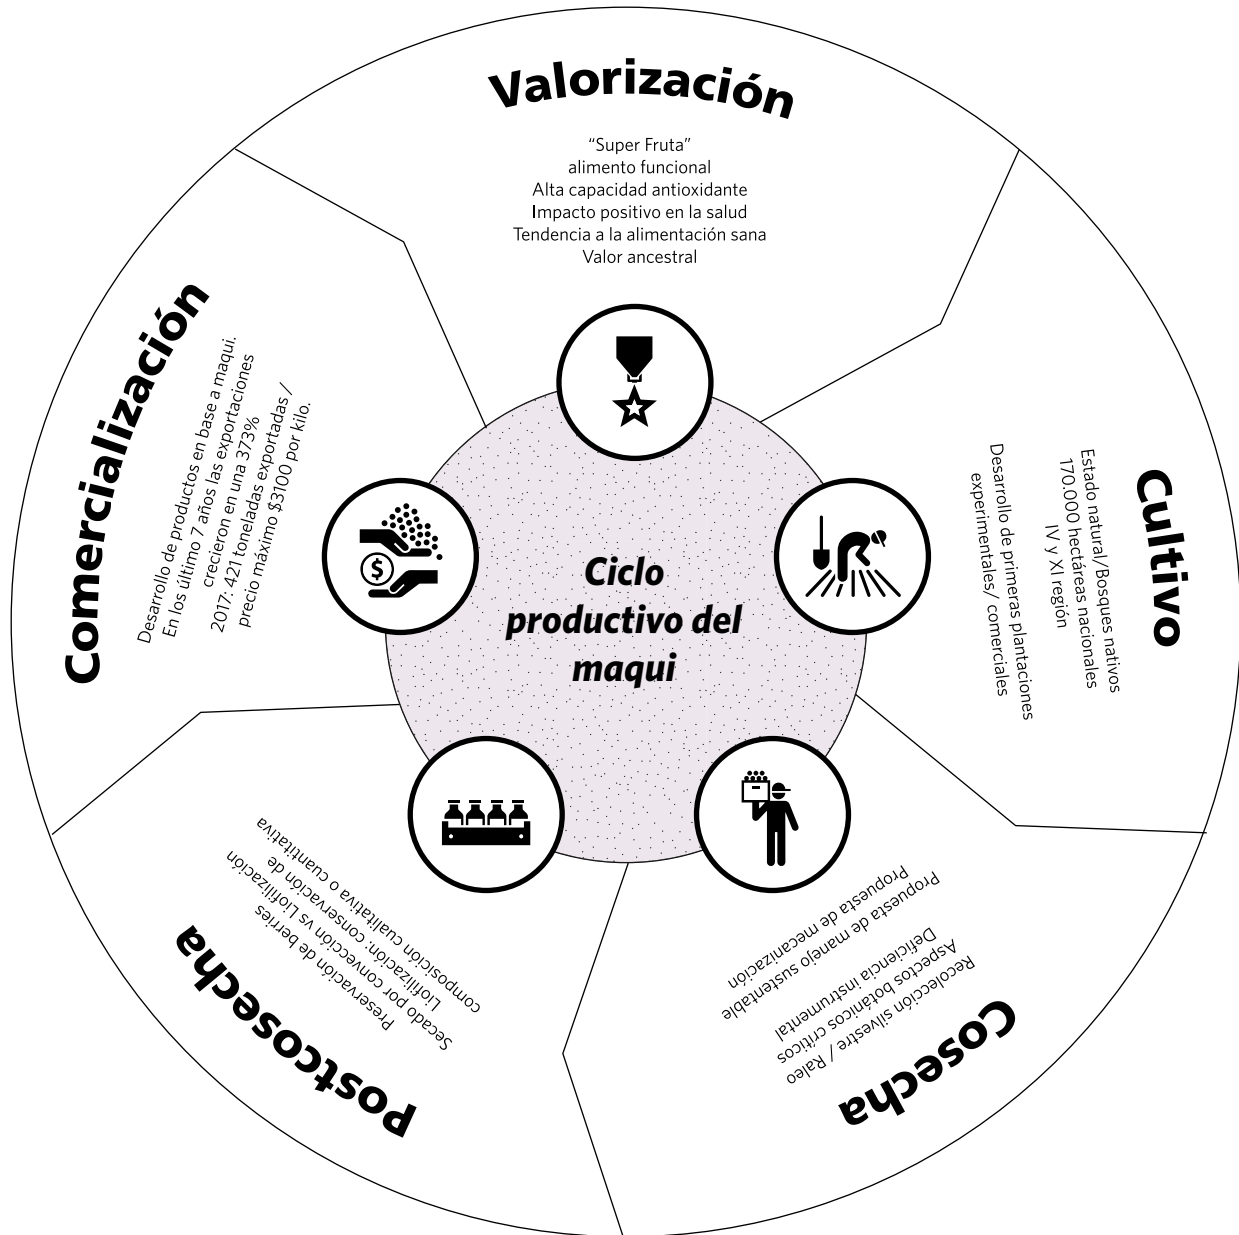 Valorización
“Super Fruta”
alimento funcional
Alta capacidad antioxidante
Impacto positivo en la salud
Tendencia a la alimentación sana
Valor ancestral
Cultivo
Estado natural/Bosques nativos
170.000 hectáreas nacionales
IV y XI región
Desarrollo de primeras plantaciones
experimentales/ comerciales
Cosecha
Recolección silvestre / Raleo
Aspectos botánicos críticos
Deficiencia instrumental
Propuesta de manejo sustentable
Propuesta de mecanización
Postcosecha
Preservación de berries
Secado por convección vs Liofilización
Liofilización: conservación de
composición cualitativa o cuantitativa
Comercialización
Desarrollo de productos en base a maqui.
En los último 7 años las exportaciones
crecieron en una 373%
2017: 421 toneladas exportadas /
precio máximo $3100 por kilo.
$
Ciclo
productivo del
maqui